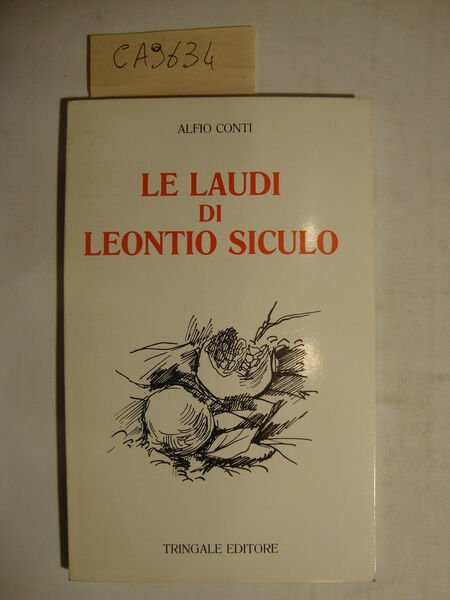 CA9634
ALFIO CONTI
LE LAUDI
DI
LEONTIO SICULO
TRINGALE EDITORE